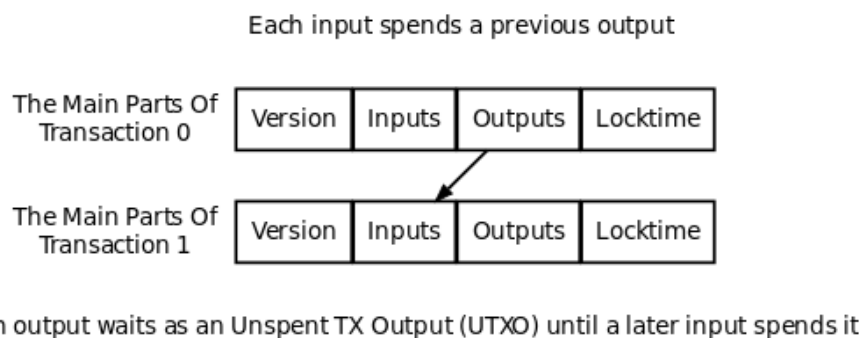 Each input spends a previous output
The Main Parts Of
Transaction 0
Version Inputs Outputs Locktime
The Main Parts Of
Transaction 1
Version Inputs Outputs Locktime
output waits as an Unspent TX Output (UTXO) until a later input spends it